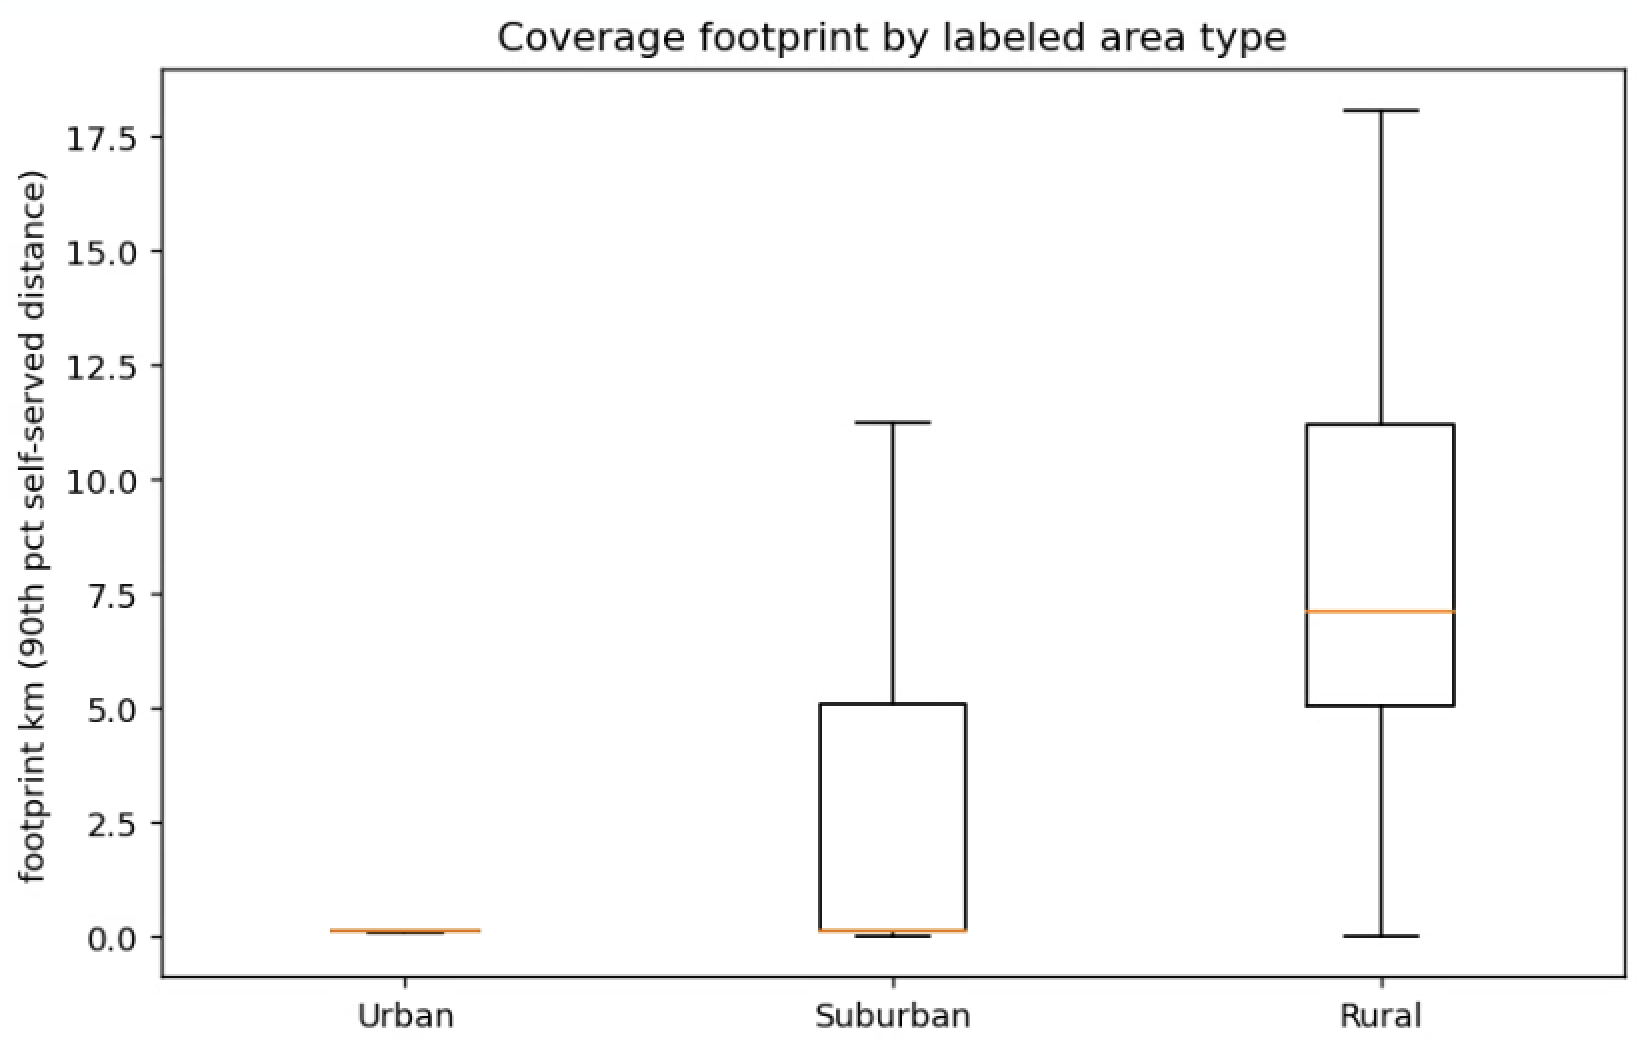 Coverage footprint by labeled area type
footprint km (90th pct self-served distance)
17.5
15.0
12.5
10.0
7.5
5.0
2.5
0.0
Urban
Suburban
Rural